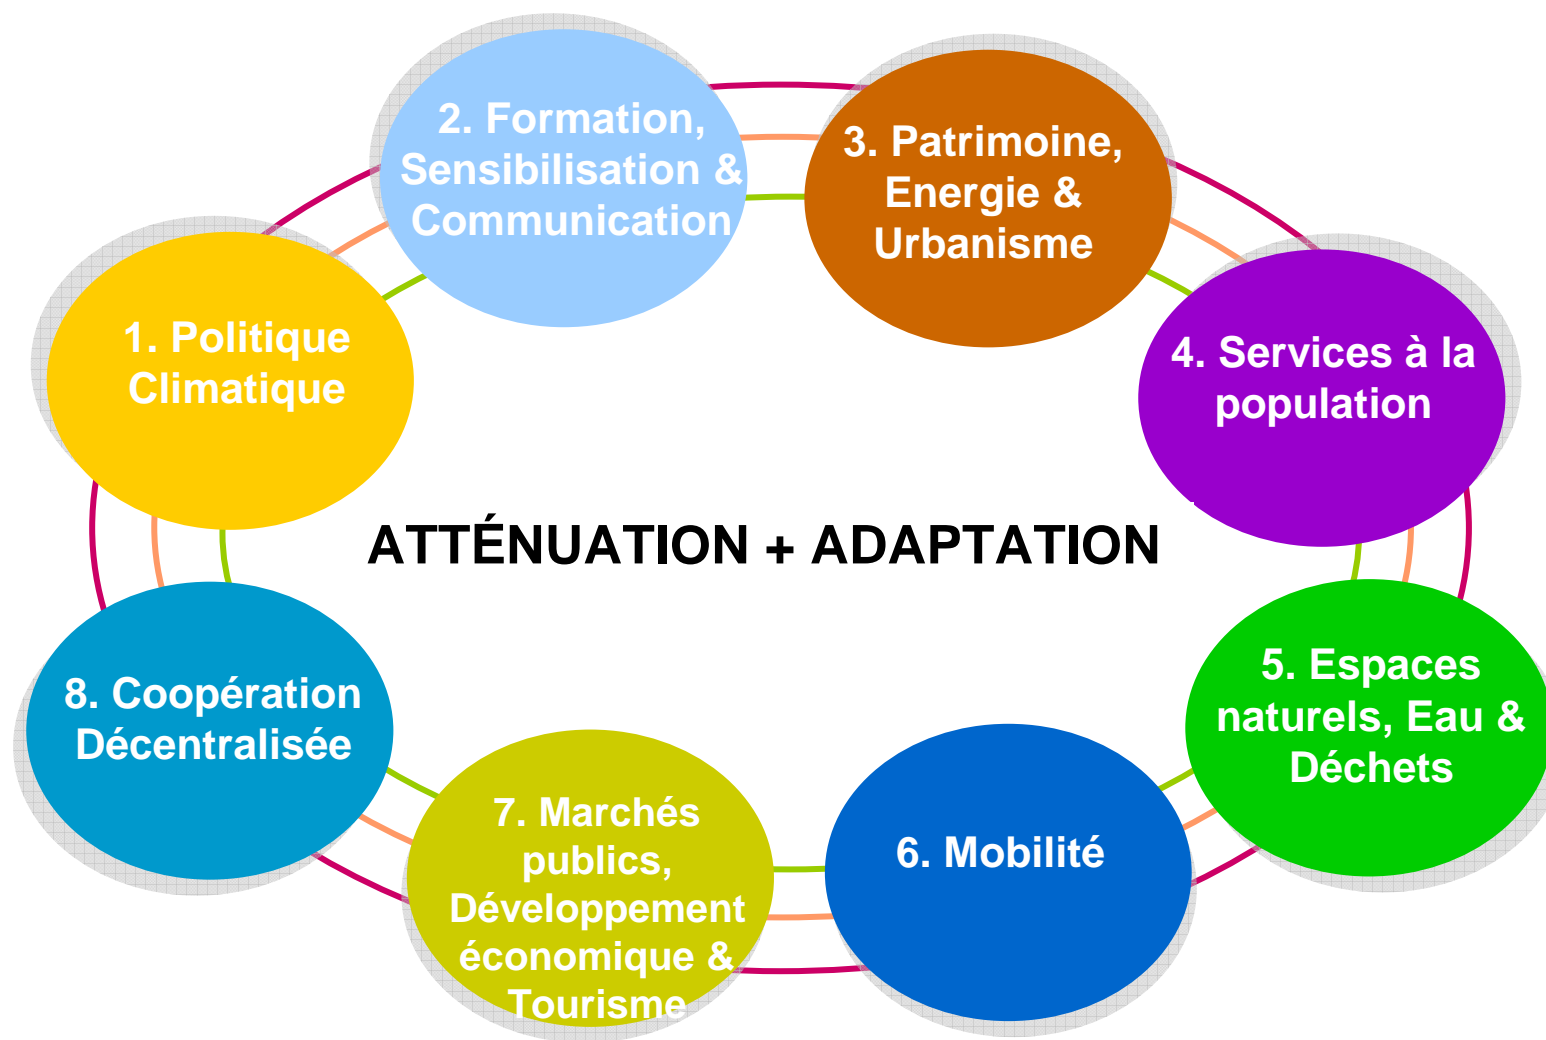 1. Politique
Climatique
2. Formation,
Sensibilisation &
Communication
3. Patrimoine,
Energie &
Urbanisme
4. Services à la
population
ATTÉNUATION + ADAPTATION
5. Espaces
naturels, Eau &
Déchets
6. Mobilité
7. Marchés
publics,
Développement
économique &
Tourisme
8. Coopération
Décentralisée